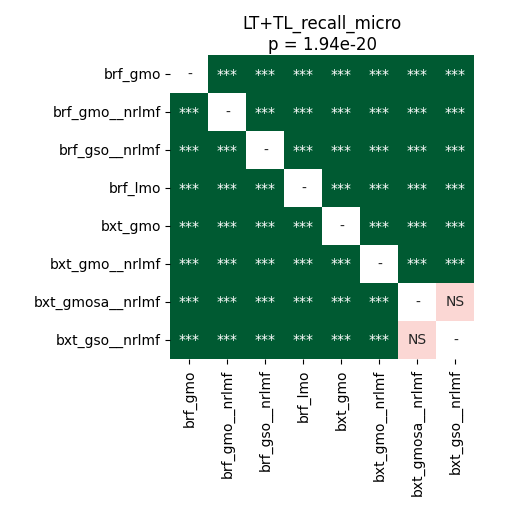 LT+TL_recall_micro
p = 1.94e-20
brf_gmo - *** *** *** *** *** *** ***
brf_gmo__nrlmf *** - *** *** *** *** *** ***
brf_gso__nrlmf *** *** - *** *** *** *** ***
brf_lmo *** *** *** - *** *** *** ***
bxt_gmo *** *** *** *** - *** *** ***
bxt_gmo__nrlmf *** *** *** *** *** - *** ***
bxt_gmosa__nrlmf *** *** *** *** *** *** - NS
bxt_gso__nrlmf *** *** *** *** *** *** NS -
brf_gmo
brf_gmo__nrlmf
brf_gso__nrlmf
brf_lmo
bxt_gmo
bxt_gmo__nrlmf
bxt_gmosa__nrlmf
bxt_gso__nrlmf